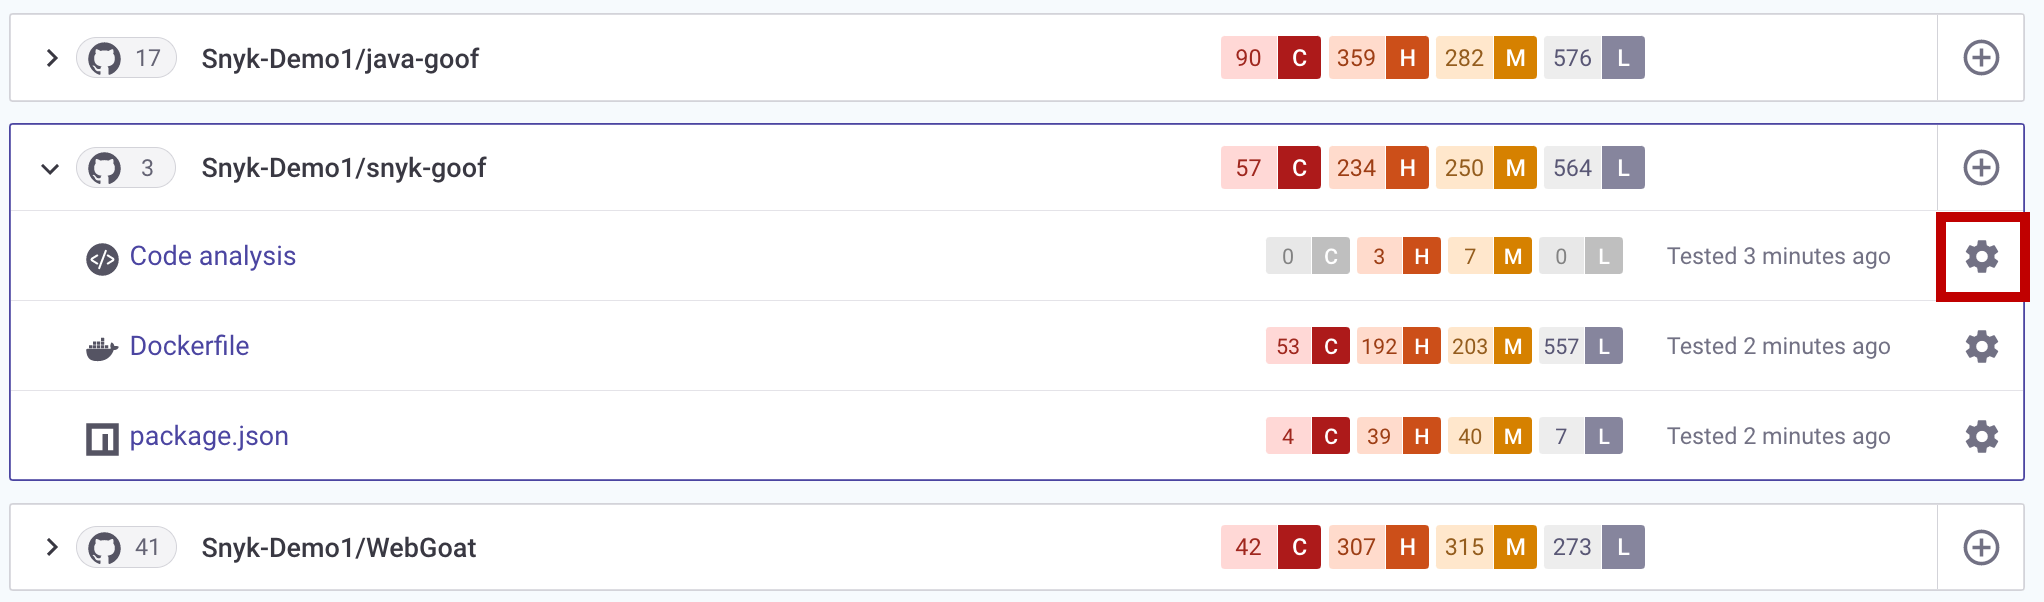 17 Snyk-Demo1/java-goof 90 C 359 H 282 M 576 L
3 Snyk-Demo1/snyk-goof 57 C 234 H 250 M 564 L
</> Code analysis 0 C 3 H 7 M 0 L Tested 3 minutes ago
Dockerfile 53 C 192 H 203 M 557 L Tested 2 minutes ago
package.json 4 C 39 H 40 M 7 L Tested 2 minutes ago
41 Snyk-Demo1/WebGoat 42 C 307 H 315 M 273 L